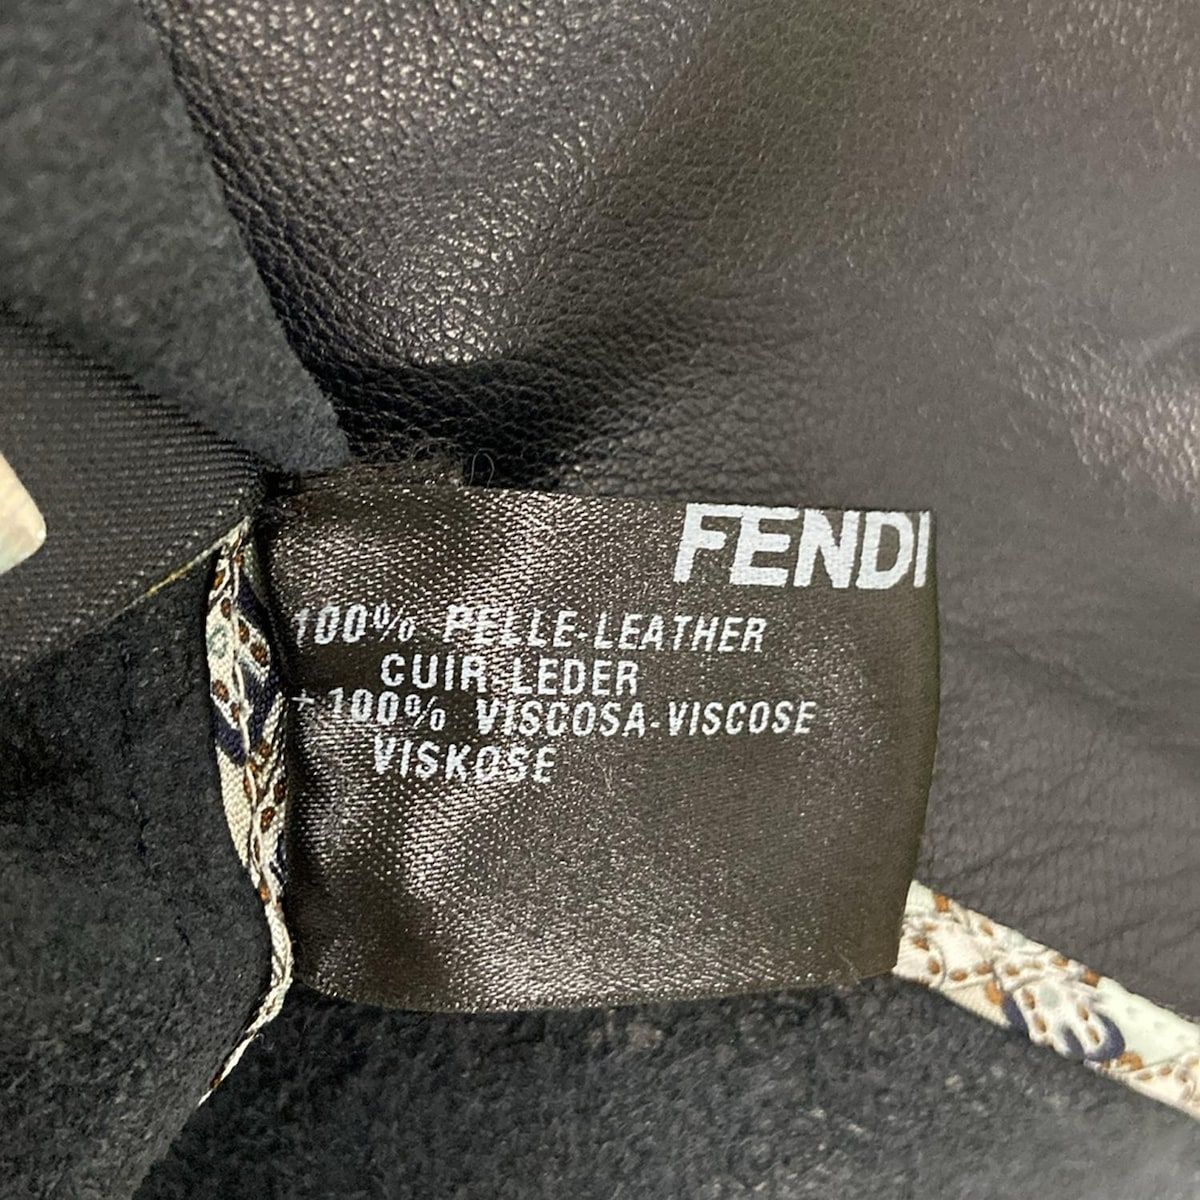 FENDI
100% PELLE-LEATHER
CUIR LEDER
+ 100% VISCOSA-VISCOSE
VISKOSE